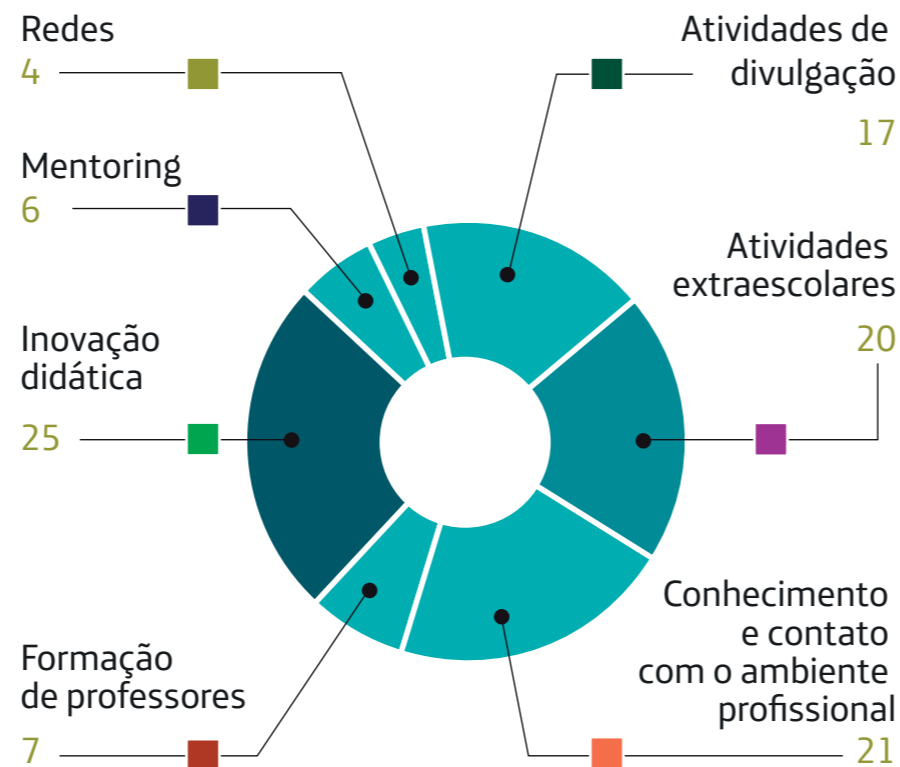 Redes
4
Mentoring
6
Inovação
didática
25
Formação
de professores
7
Atividades de
divulgação
17
Atividades
extraescolares
20
Conhecimento
e contato
com o ambiente
profissional
21